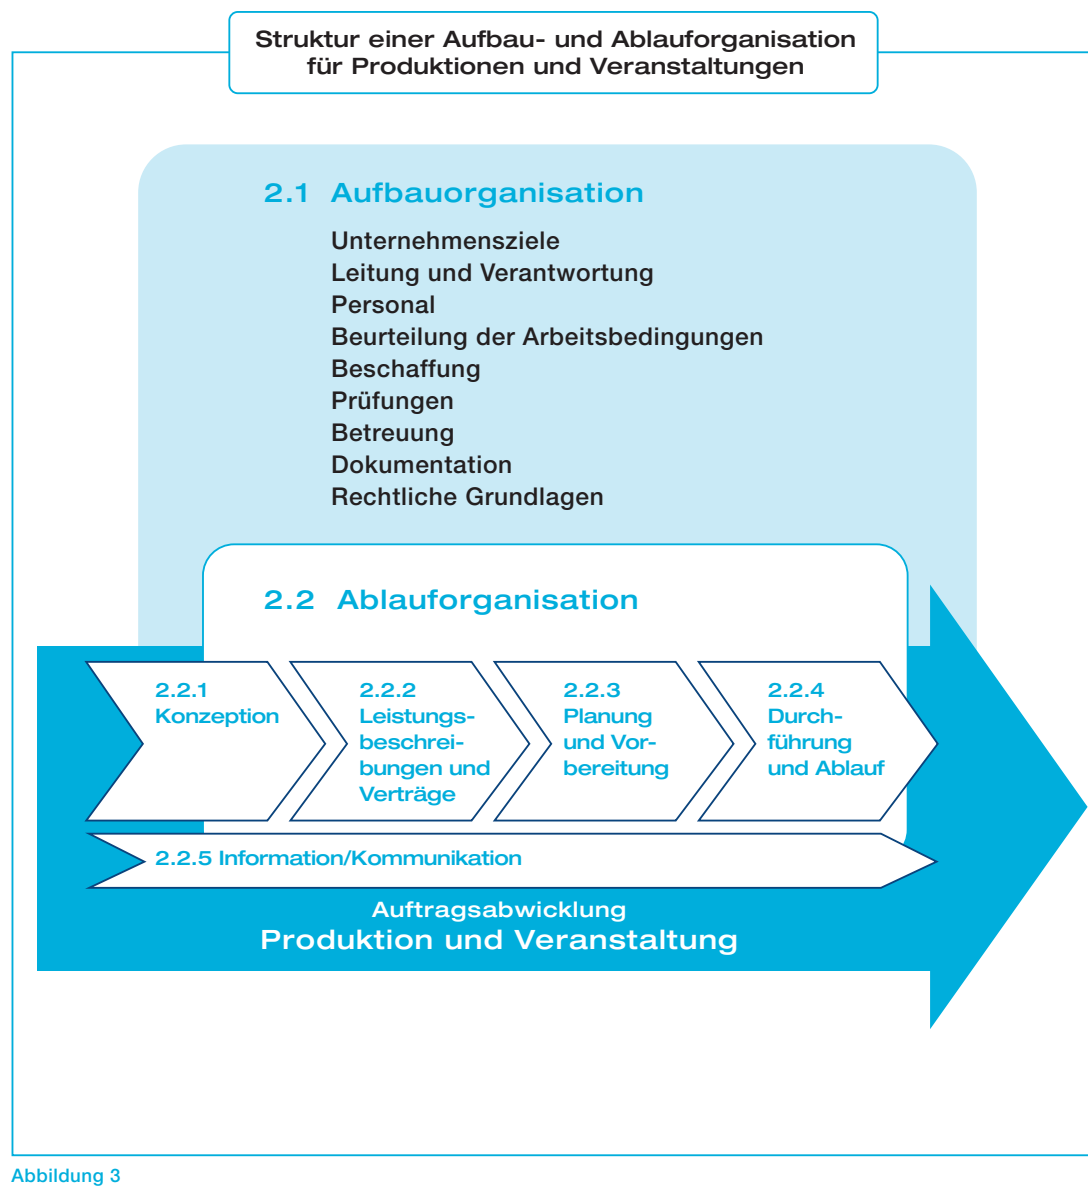 Struktur einer Aufbau- und Ablauforganisation
für Produktionen und Veranstaltungen
2.1 Aufbauorganisation
Unternehmensziele
Leitung und Verantwortung
Personal
Beurteilung der Arbeitsbedingungen
Beschaffung
Prüfungen
Betreuung
Dokumentation
Rechtliche Grundlagen
2.2 Ablauforganisation
2.2.1
Konzeption
2.2.2
Leistungs-
beschrei-
bungen und
Verträge
2.2.3
Planung
und Vor-
bereitung
2.2.4
Durch-
führung
und Ablauf
2.2.5 Information/Kommunikation
Auftragsabwicklung
Produktion und Veranstaltung
Abbildung 3